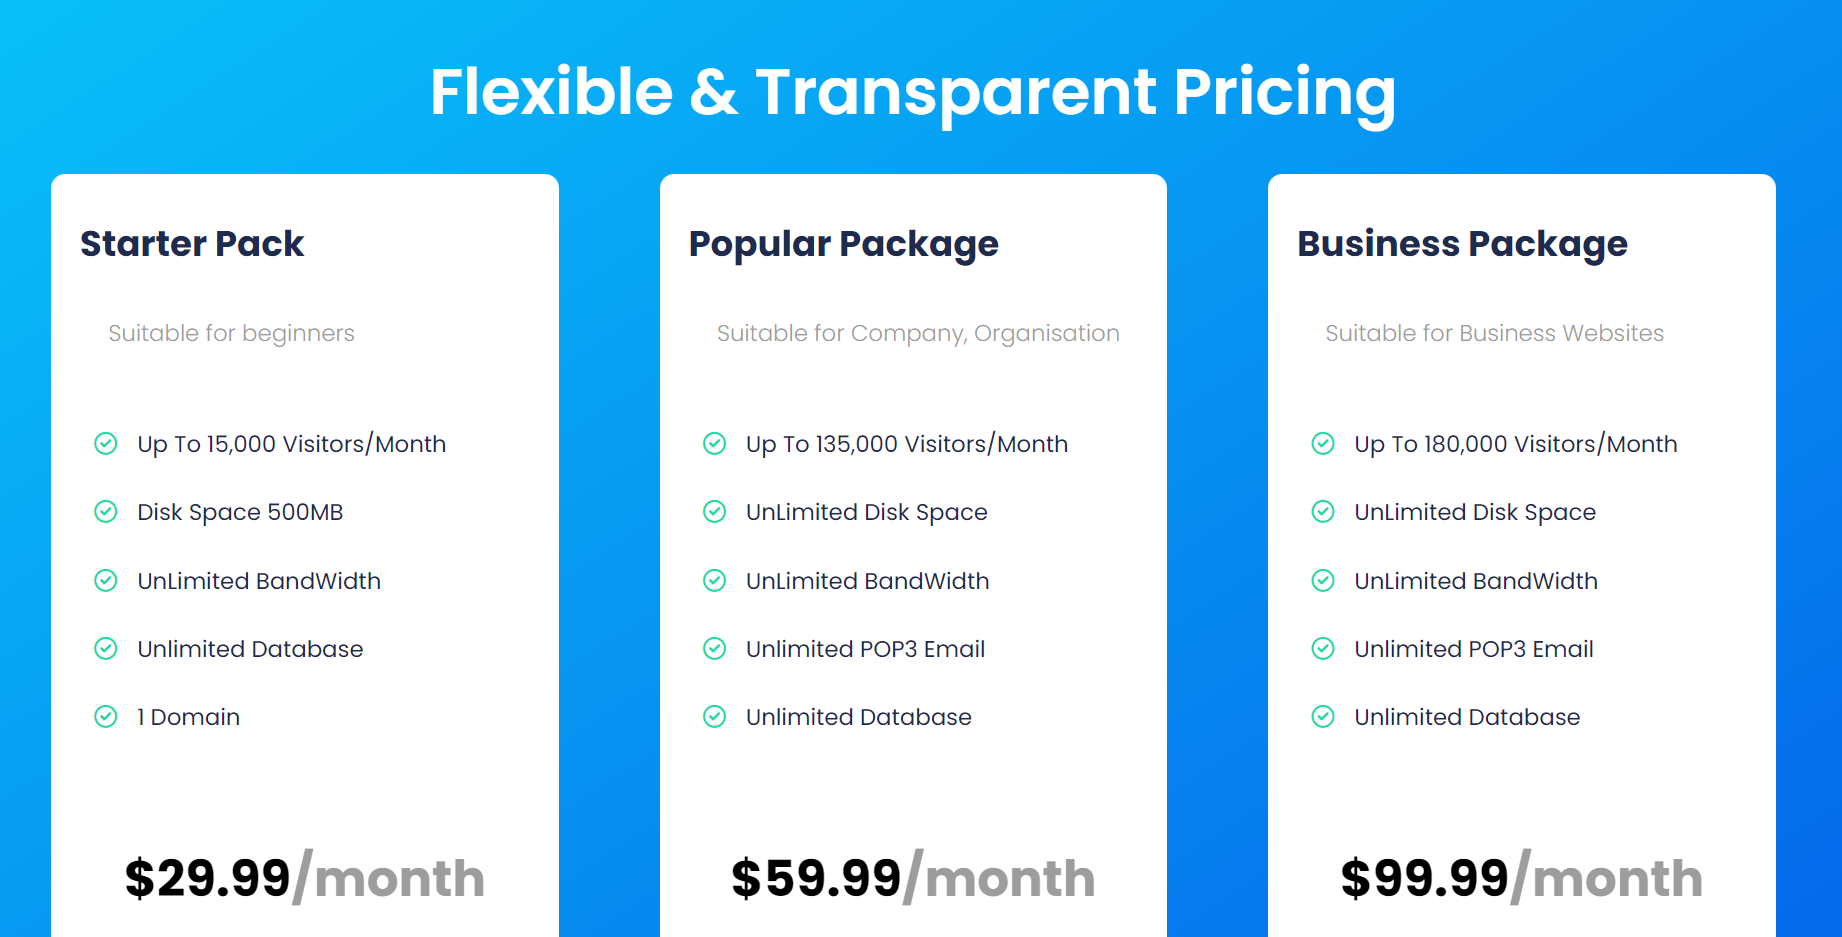 Flexible & Transparent Pricing
Starter Pack
Suitable for beginners
Up To 15,000 Visitors/Month
Disk Space 500MB
UnLimited BandWidth
Unlimited Database
1 Domain
$29.99/month
Popular Package
Suitable for Company, Organisation
Up To 135,000 Visitors/Month
UnLimited Disk Space
UnLimited BandWidth
Unlimited POP3 Email
Unlimited Database
$59.99/month
Business Package
Suitable for Business Websites
Up To 180,000 Visitors/Month
UnLimited Disk Space
UnLimited BandWidth
Unlimited POP3 Email
Unlimited Database
$99.99/month